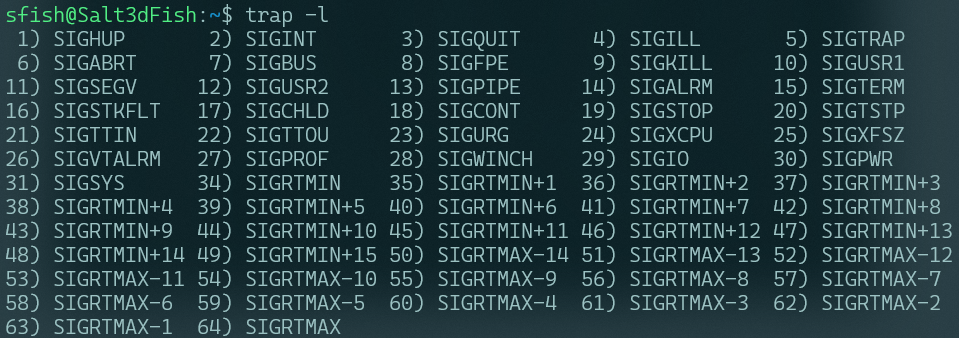 sfish@Salt3dFish:~$ trap -l
 1) SIGHUP       2) SIGINT       3) SIGQUIT      4) SIGILL       5) SIGTRAP
 6) SIGABRT      7) SIGBUS       8) SIGFPE       9) SIGKILL     10) SIGUSR1
11) SIGSEGV     12) SIGUSR2     13) SIGPIPE     14) SIGALRM     15) SIGTERM
16) SIGSTKFLT   17) SIGCHLD     18) SIGCONT     19) SIGSTOP     20) SIGTSTP
21) SIGTTIN     22) SIGTTOU     23) SIGURG      24) SIGXCPU     25) SIGXFSZ
26) SIGVTALRM   27) SIGPROF     28) SIGWINCH    29) SIGIO       30) SIGPWR
31) SIGSYS      34) SIGRTMIN    35) SIGRTMIN+1  36) SIGRTMIN+2  37) SIGRTMIN+3
38) SIGRTMIN+4  39) SIGRTMIN+5  40) SIGRTMIN+6  41) SIGRTMIN+7  42) SIGRTMIN+8
43) SIGRTMIN+9  44) SIGRTMIN+10 45) SIGRTMIN+11 46) SIGRTMIN+12 47) SIGRTMIN+13
48) SIGRTMIN+14 49) SIGRTMIN+15 50) SIGRTMAX-14 51) SIGRTMAX-13 52) SIGRTMAX-12
53) SIGRTMAX-11 54) SIGRTMAX-10 55) SIGRTMAX-9  56) SIGRTMAX-8  57) SIGRTMAX-7
58) SIGRTMAX-6  59) SIGRTMAX-5  60) SIGRTMAX-4  61) SIGRTMAX-3  62) SIGRTMAX-2
63) SIGRTMAX-1  64) SIGRTMAX